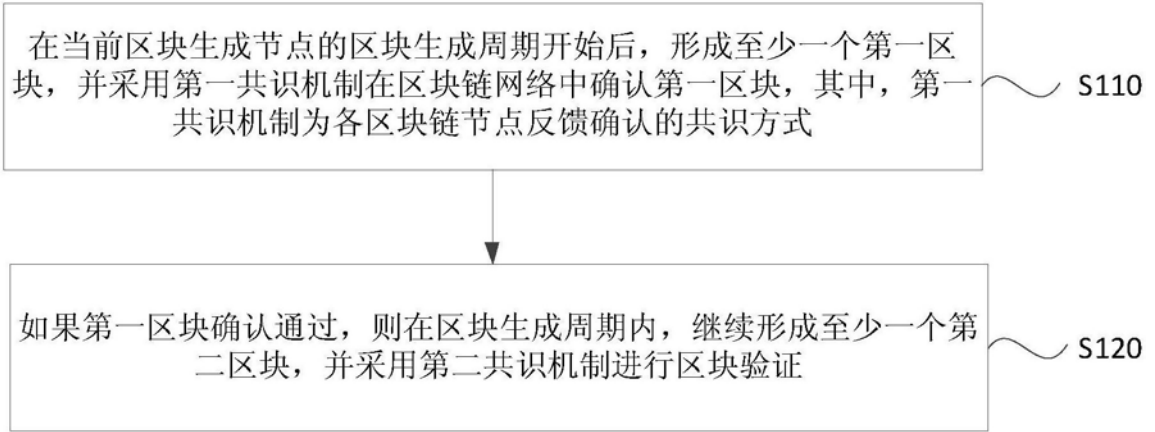 在当前区块生成节点的区块生成周期开始后，形成至少一个第一区
块，并采用第一共识机制在区块链网络中确认第一区块，其中，第一
共识机制为各区块链节点反馈确认的共识方式
S110
如果第一区块确认通过，则在区块生成周期内，继续形成至少一个第
二区块，并采用第二共识机制进行区块验证
S120